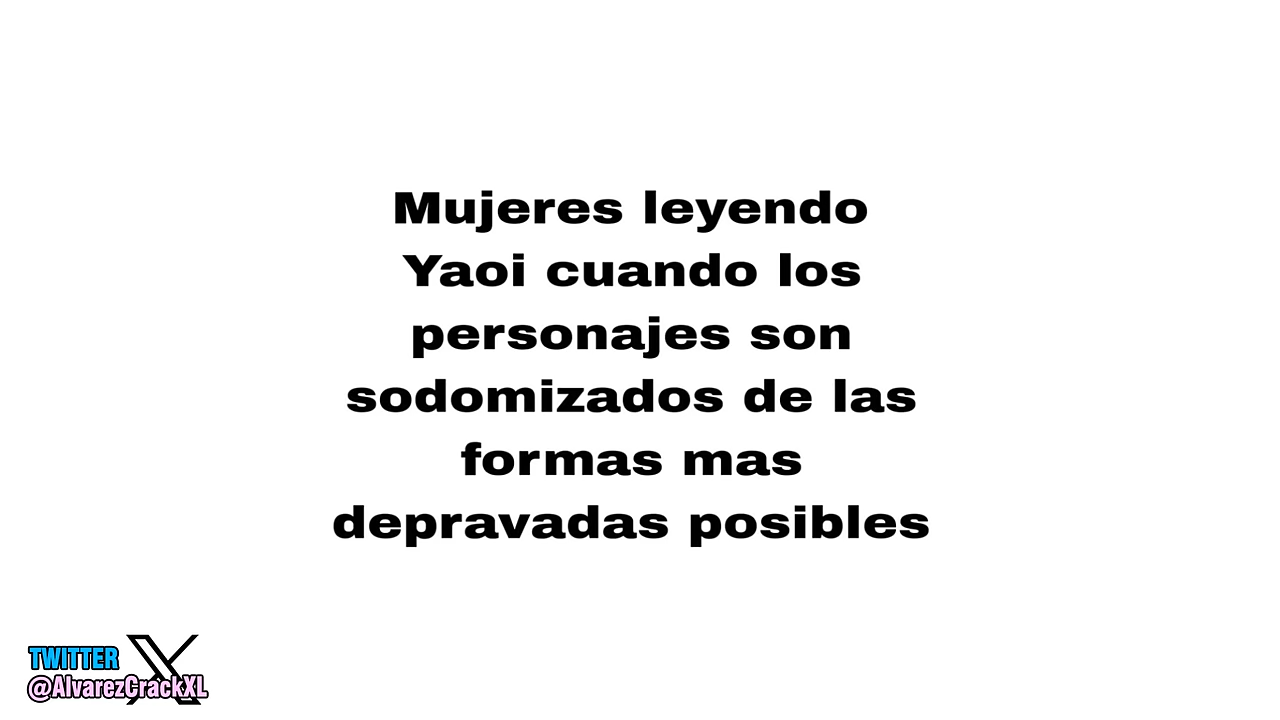 Mujeres leyendo
Yaoi cuando los
personajes son
sodomizados de las
formas mas
depravadas posibles
TWITTER X
@AlvarezCrackXL